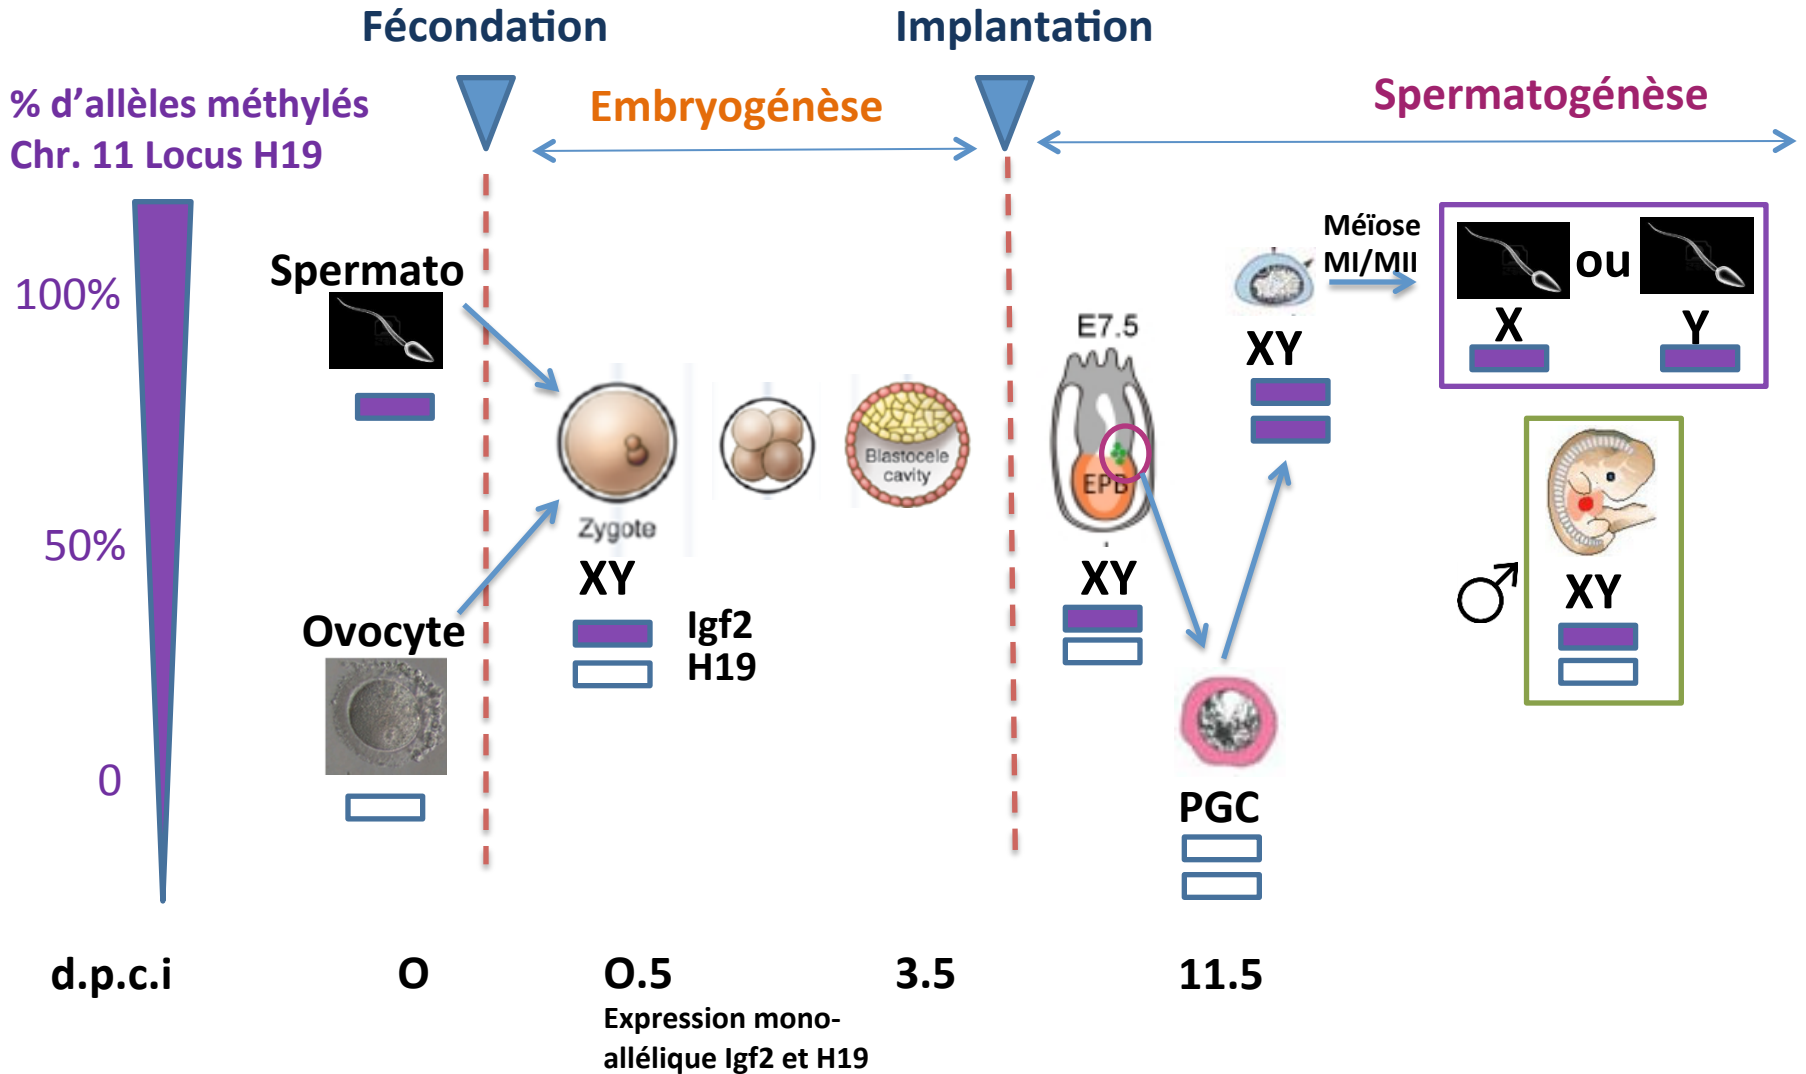 Fécondation
Implantation
% d'allèles méthylés
Chr. 11 Locus H19
Embryogénèse
Spermatogénèse
100%
50%
0
Spermato
Ovocyte
Zygote
XY
Igf2
H19
Blastocele
cavity
E7.5
EPB
XY
PGC
XY
Méïose
MI/MII
ou
X
Y
XY
d.p.c.i
O
O.5
3.5
11.5
Expression mono-
allélique Igf2 et H19